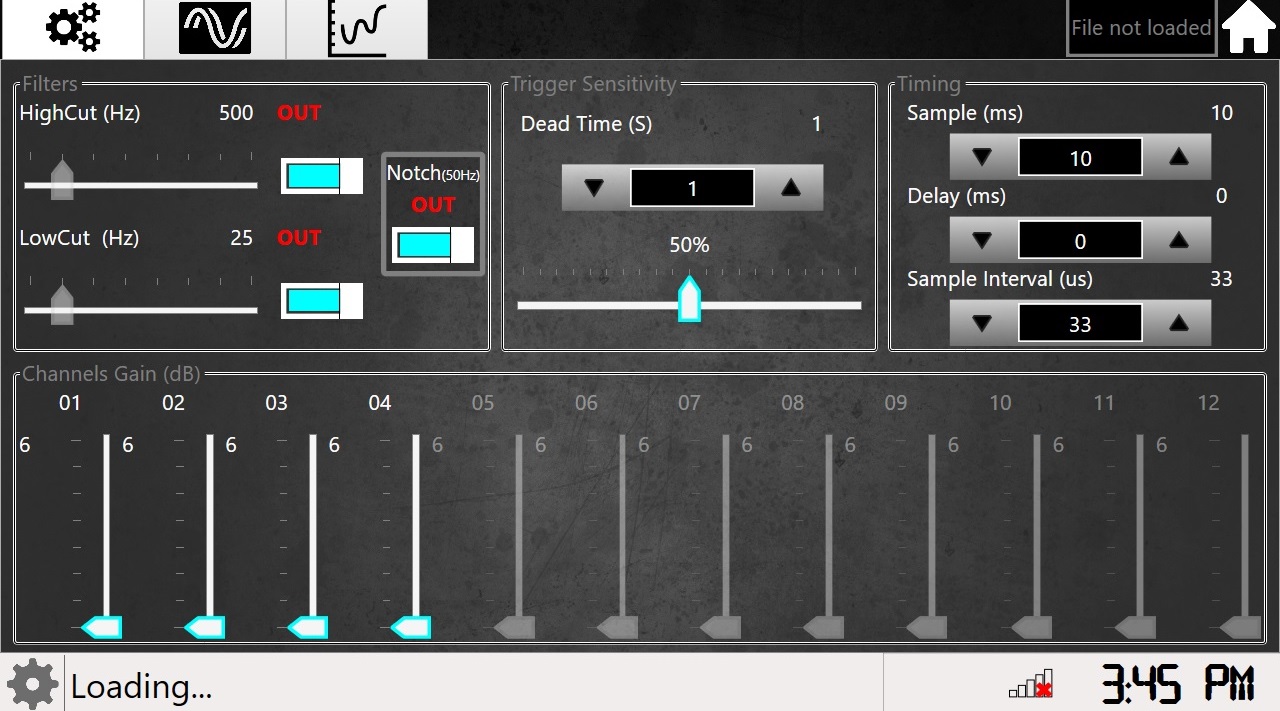 File not loaded
Filters
HighCut (Hz) 500 OUT
Notch(50Hz)
OUT
LowCut (Hz) 25 OUT
Trigger Sensitivity
Dead Time (S) 1
1
50%
Timing
Sample (ms) 10
10
Delay (ms) 0
0
Sample Interval (us) 33
33
Channels Gain (dB)
01 02 03 04 05 06 07 08 09 10 11 12
6 6 6 6 6 6 6 6 6 6 6 6
Loading...
3:45 PM